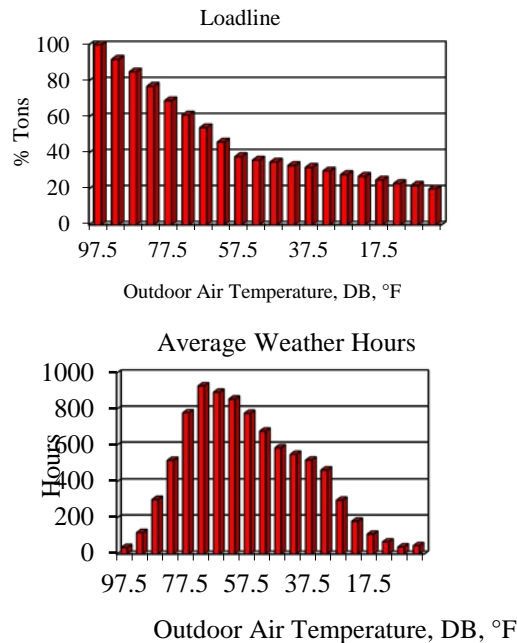 Loadline
% Tons
100
80
60
40
20
0
97.5 77.5 57.5 37.5 17.5
Outdoor Air Temperature, DB, °F
Average Weather Hours
Hours
1000
800
600
400
200
0
97.5 77.5 57.5 37.5 17.5
Outdoor Air Temperature, DB, °F